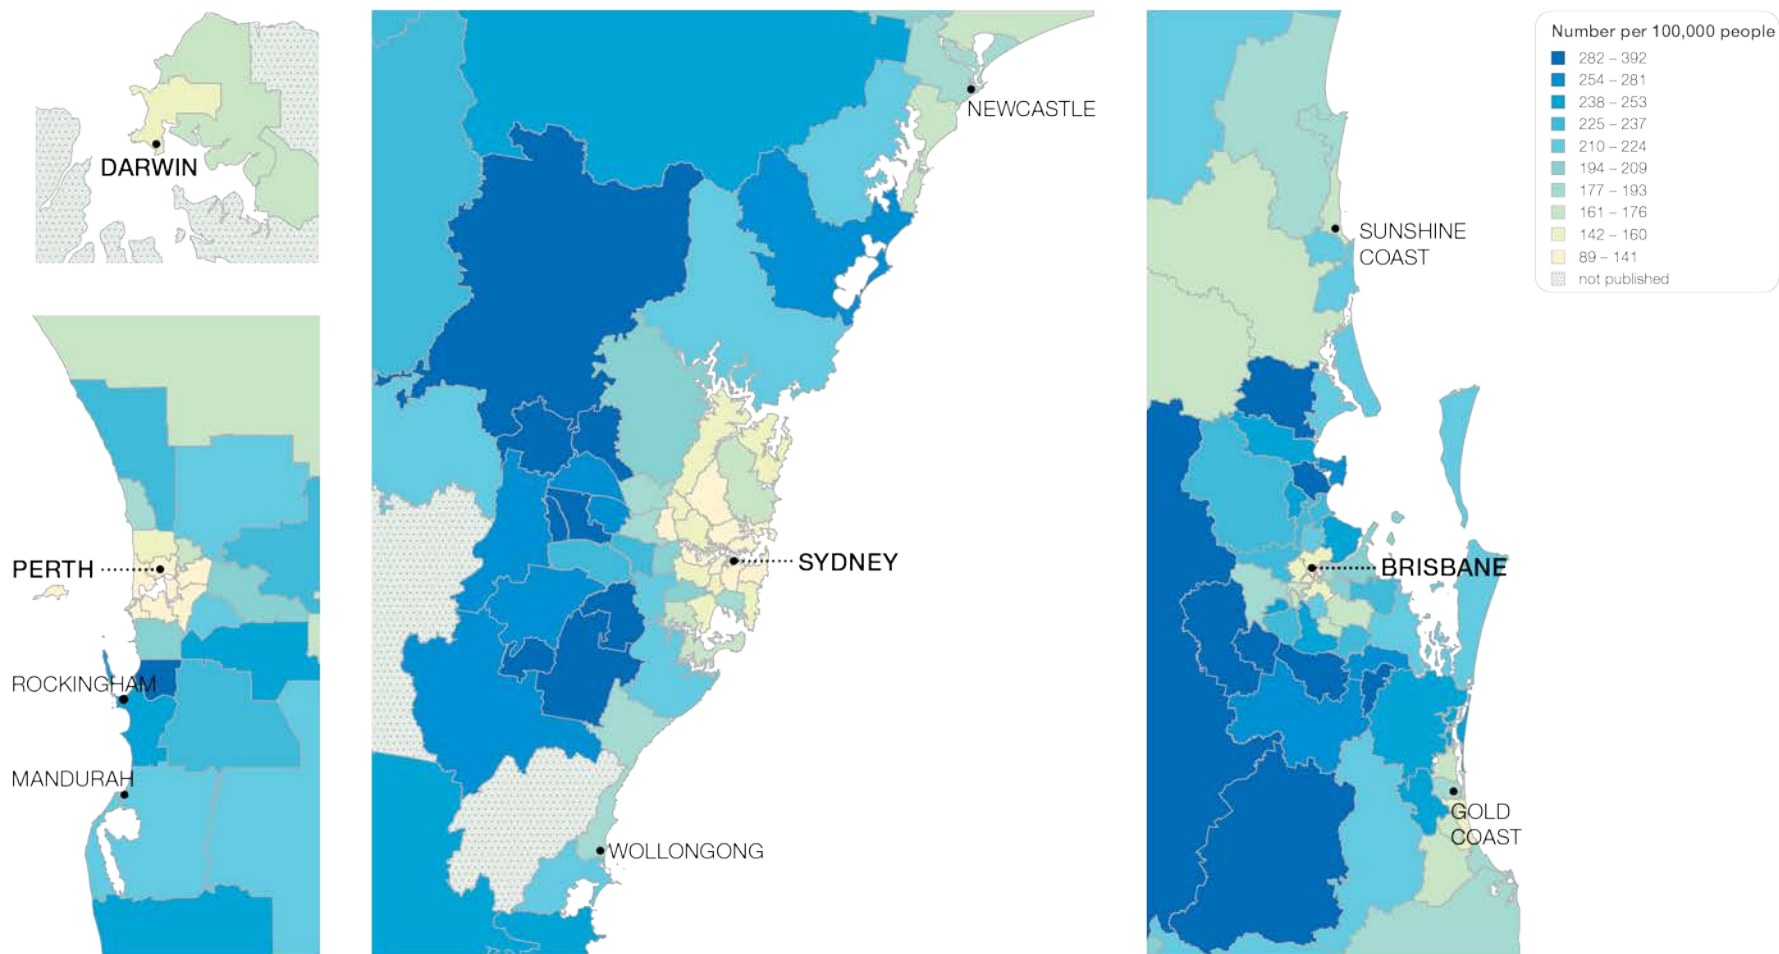 DARWIN
PERTH
ROCKINGHAM
MANDURAH
NEWCASTLE
SYDNEY
WOLLONGONG
SUNSHINE
COAST
BRISBANE
GOLD
COAST
Number per 100,000 people
282 – 392
254 – 281
238 – 253
225 – 237
210 – 224
194 – 209
177 – 193
161 – 176
142 – 160
89 – 141
not published